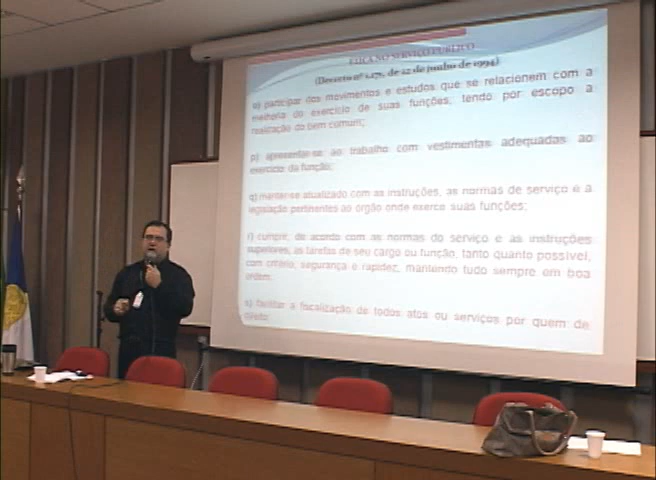 ÉTICA NO SERVIÇO PÚBLICO
(Decreto nº 1.171, de 22 de junho de 1994)
o) participar dos movimentos e estudos que se relacionem com a
melhoria do exercício de suas funções, tendo por escopo a
realização do bem comum;
p) apresentar-se ao trabalho com vestimentas adequadas ao
exercício da função;
q) manter-se atualizado com as instruções, as normas de serviço e a
legislação pertinentes ao órgão onde exerce suas funções;
r) cumprir, de acordo com as normas do serviço e as instruções
superiores, as tarefas de seu cargo ou função, tanto quanto possível,
com critério, segurança e rapidez, mantendo tudo sempre em boa
ordem.
s) facilitar a fiscalização de todos atos ou serviços por quem de
direito;